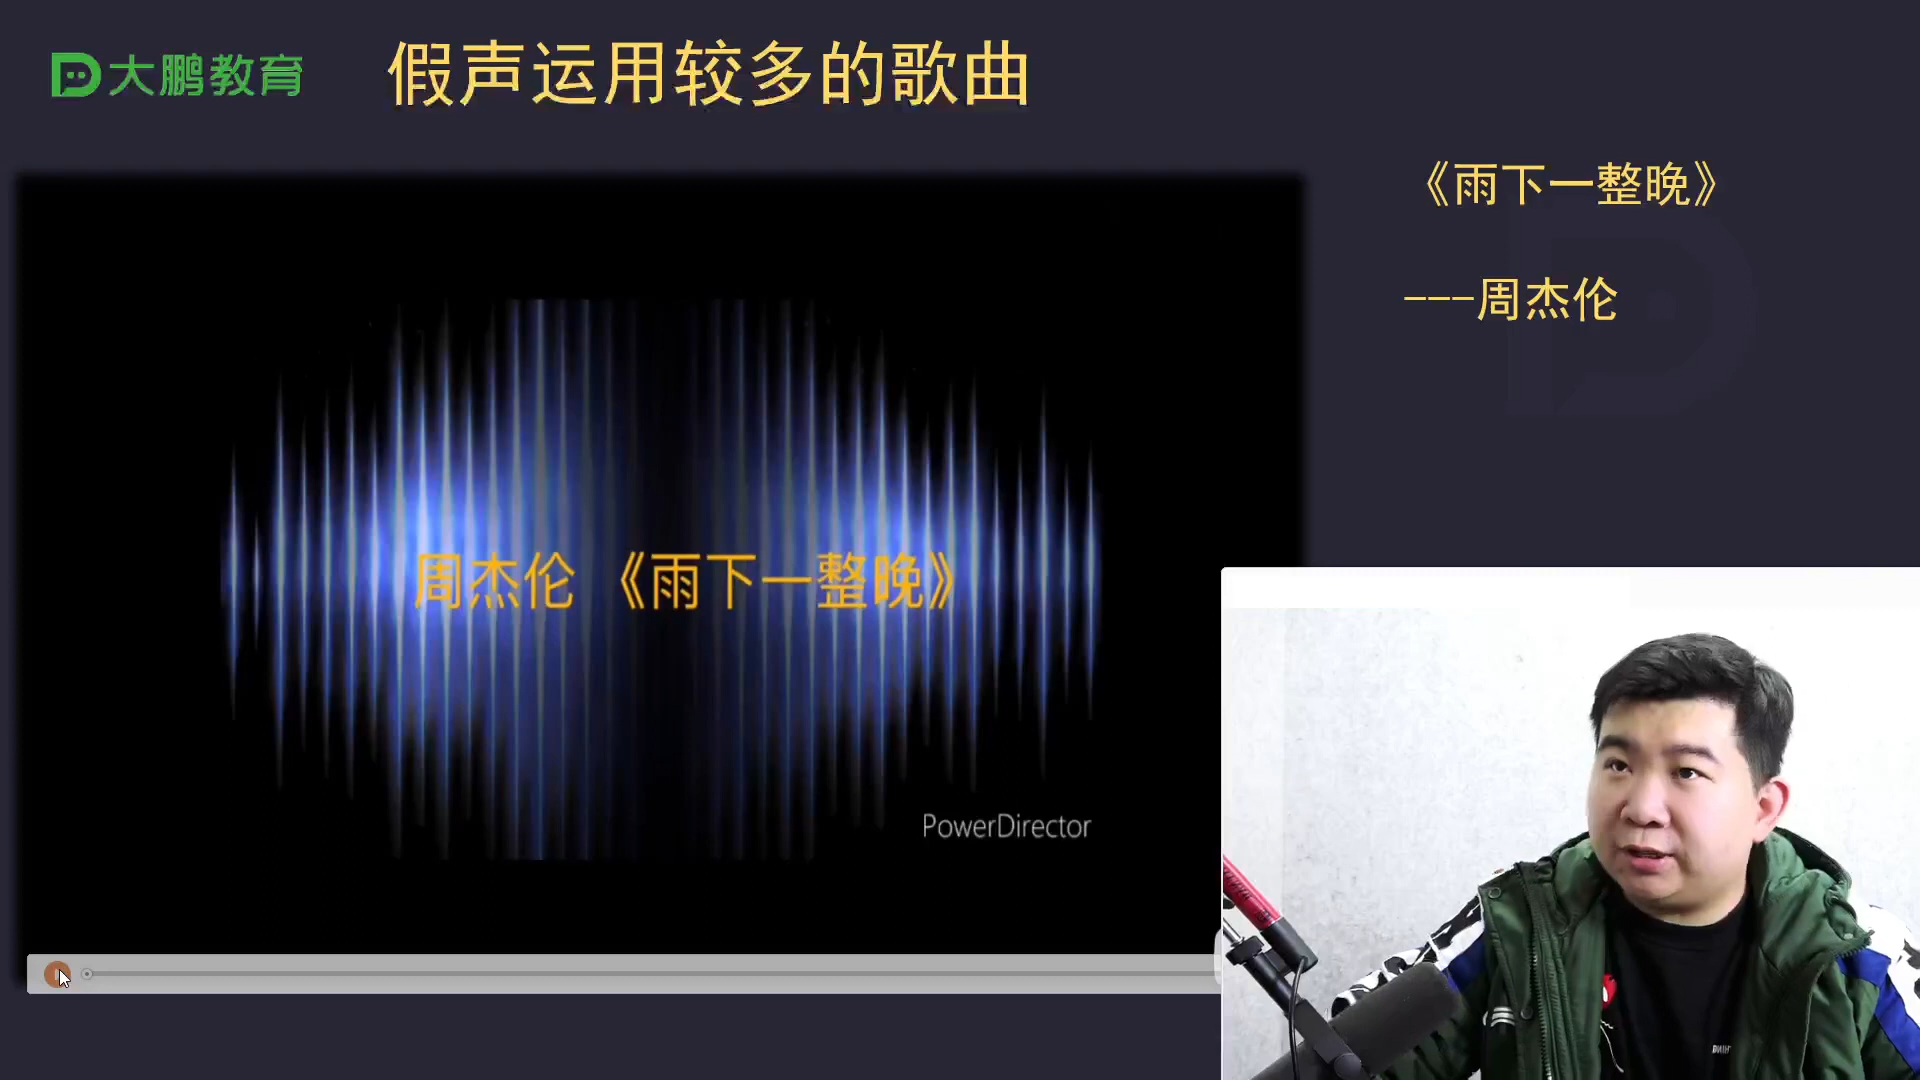 大鹏教育
假声运用较多的歌曲
《雨下一整晚》
---周杰伦
周杰伦 《雨下一整晚》
PowerDirector